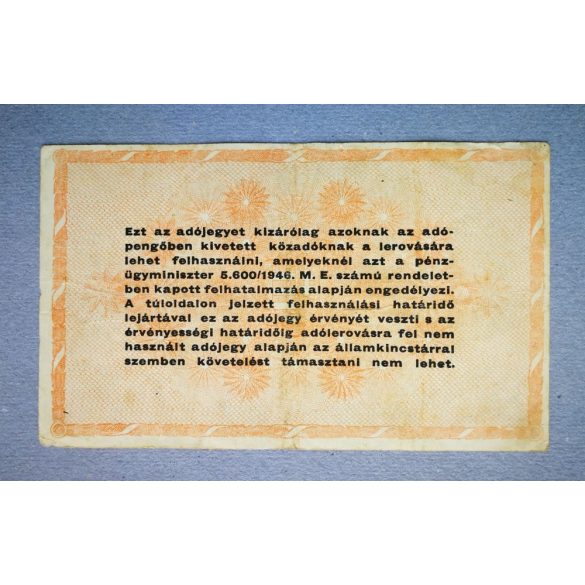 Ezt az adójegyet kizárólag azoknak az adó-
pengőben kivetett közadóknak a lerovására
lehet felhasználni, amelyeknél azt a pénz-
ügyminiszter 5.600/1946. M. E. számú rendelet-
ben kapott felhatalmazás alapján engedélyezi.
A túloldalon jelzett felhasználási határidő
lejártával ez az adójegy érvényét veszti s az
érvényességi határidőig adólerovásra fel nem
használt adójegy alapján az államkincstárral
szemben követelést támasztani nem lehet.